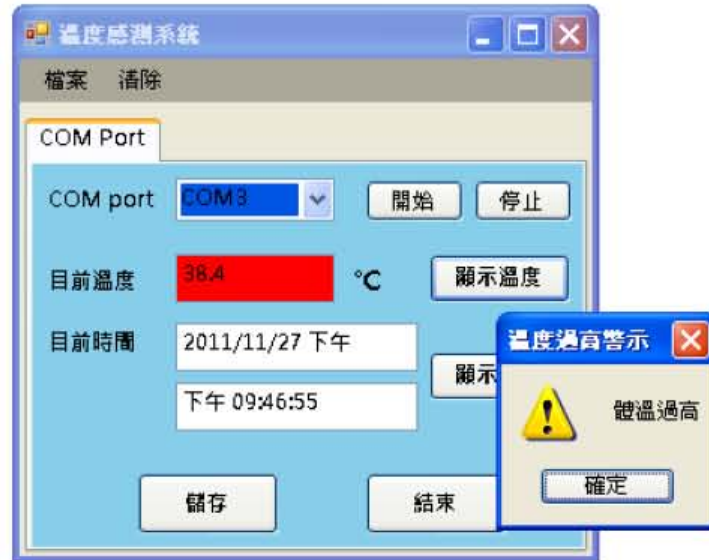 溫度感測系統
檔案 清除
COM Port
COM port COM3 開始 停止
目前溫度 38.4 °C 顯示溫度
目前時間 2011/11/27 下午
顯示
下午 09:46:55
儲存 結束
溫度過高警示
體溫過高
確定